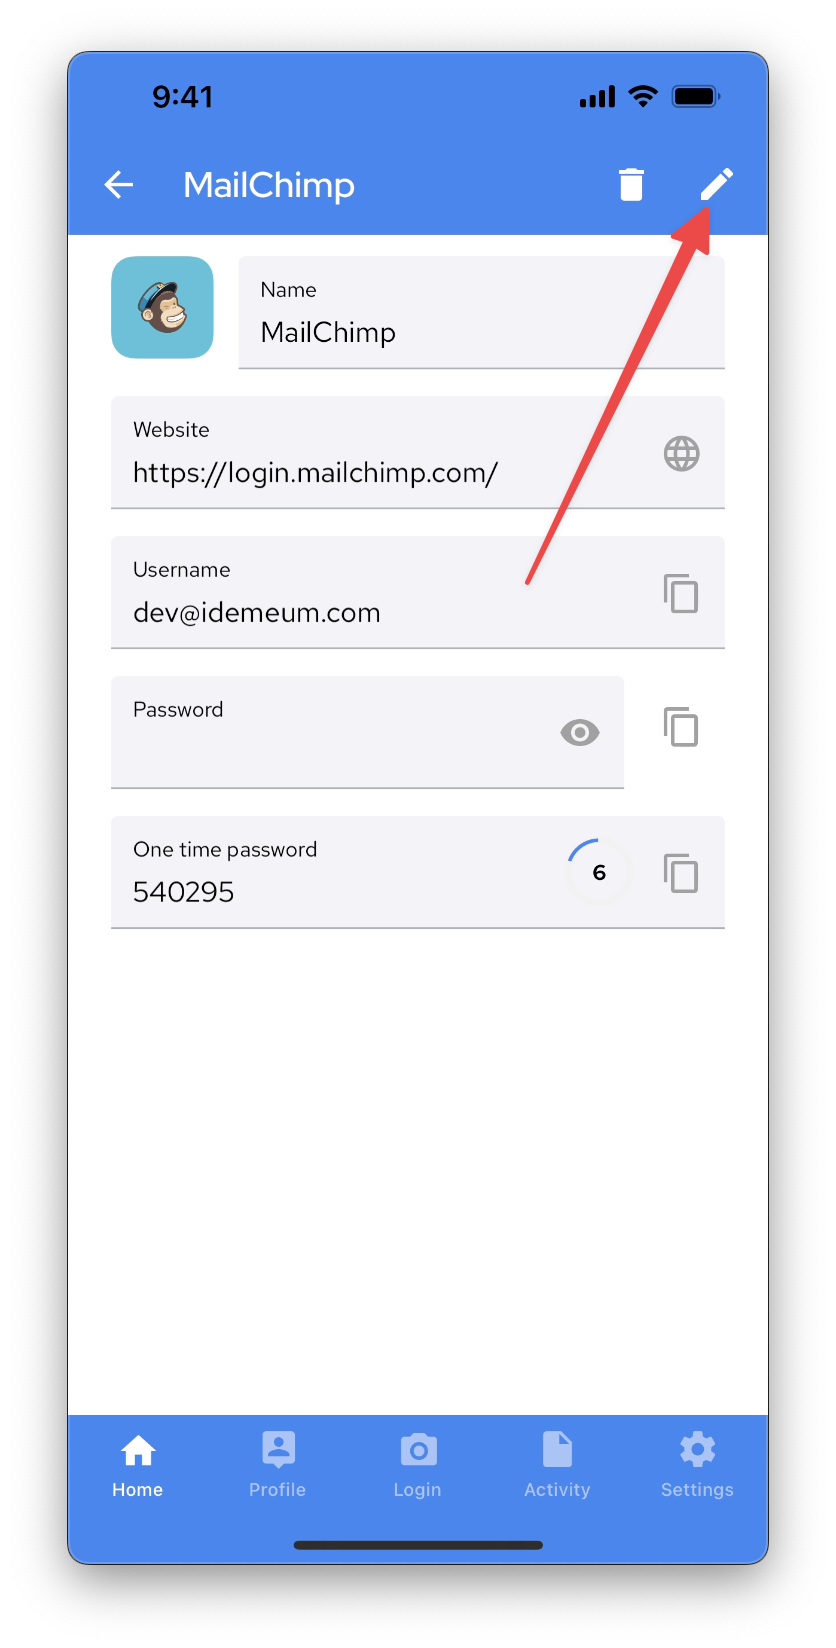 9:41
MailChimp
Name
MailChimp
Website
https://login.mailchimp.com/
Username
dev@idemeum.com
Password
One time password
540295
6
Home
Profile
Login
Activity
Settings